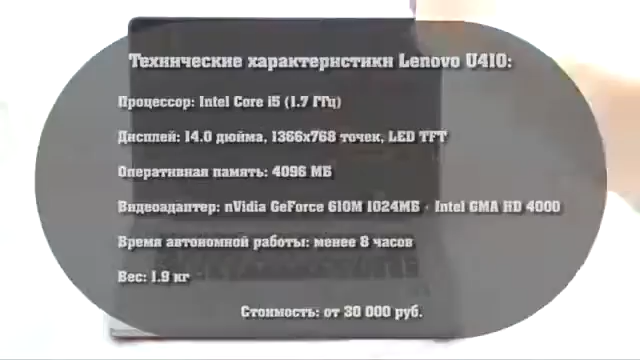 Технические характеристики Lenovo U410:
Процессор: Intel Core i5 (1.7 ГГц)
Дисплей: 14.0 дюйма, 1366x768 точек, LED TFT
Оперативная память: 4096 МБ
Видеоадаптер: nVidia GeForce 610M 1024МБ - Intel GMA HD 4000
Время автономной работы: менее 8 часов
Вес: 1.9 кг
Стоимость: от 30 000 руб.